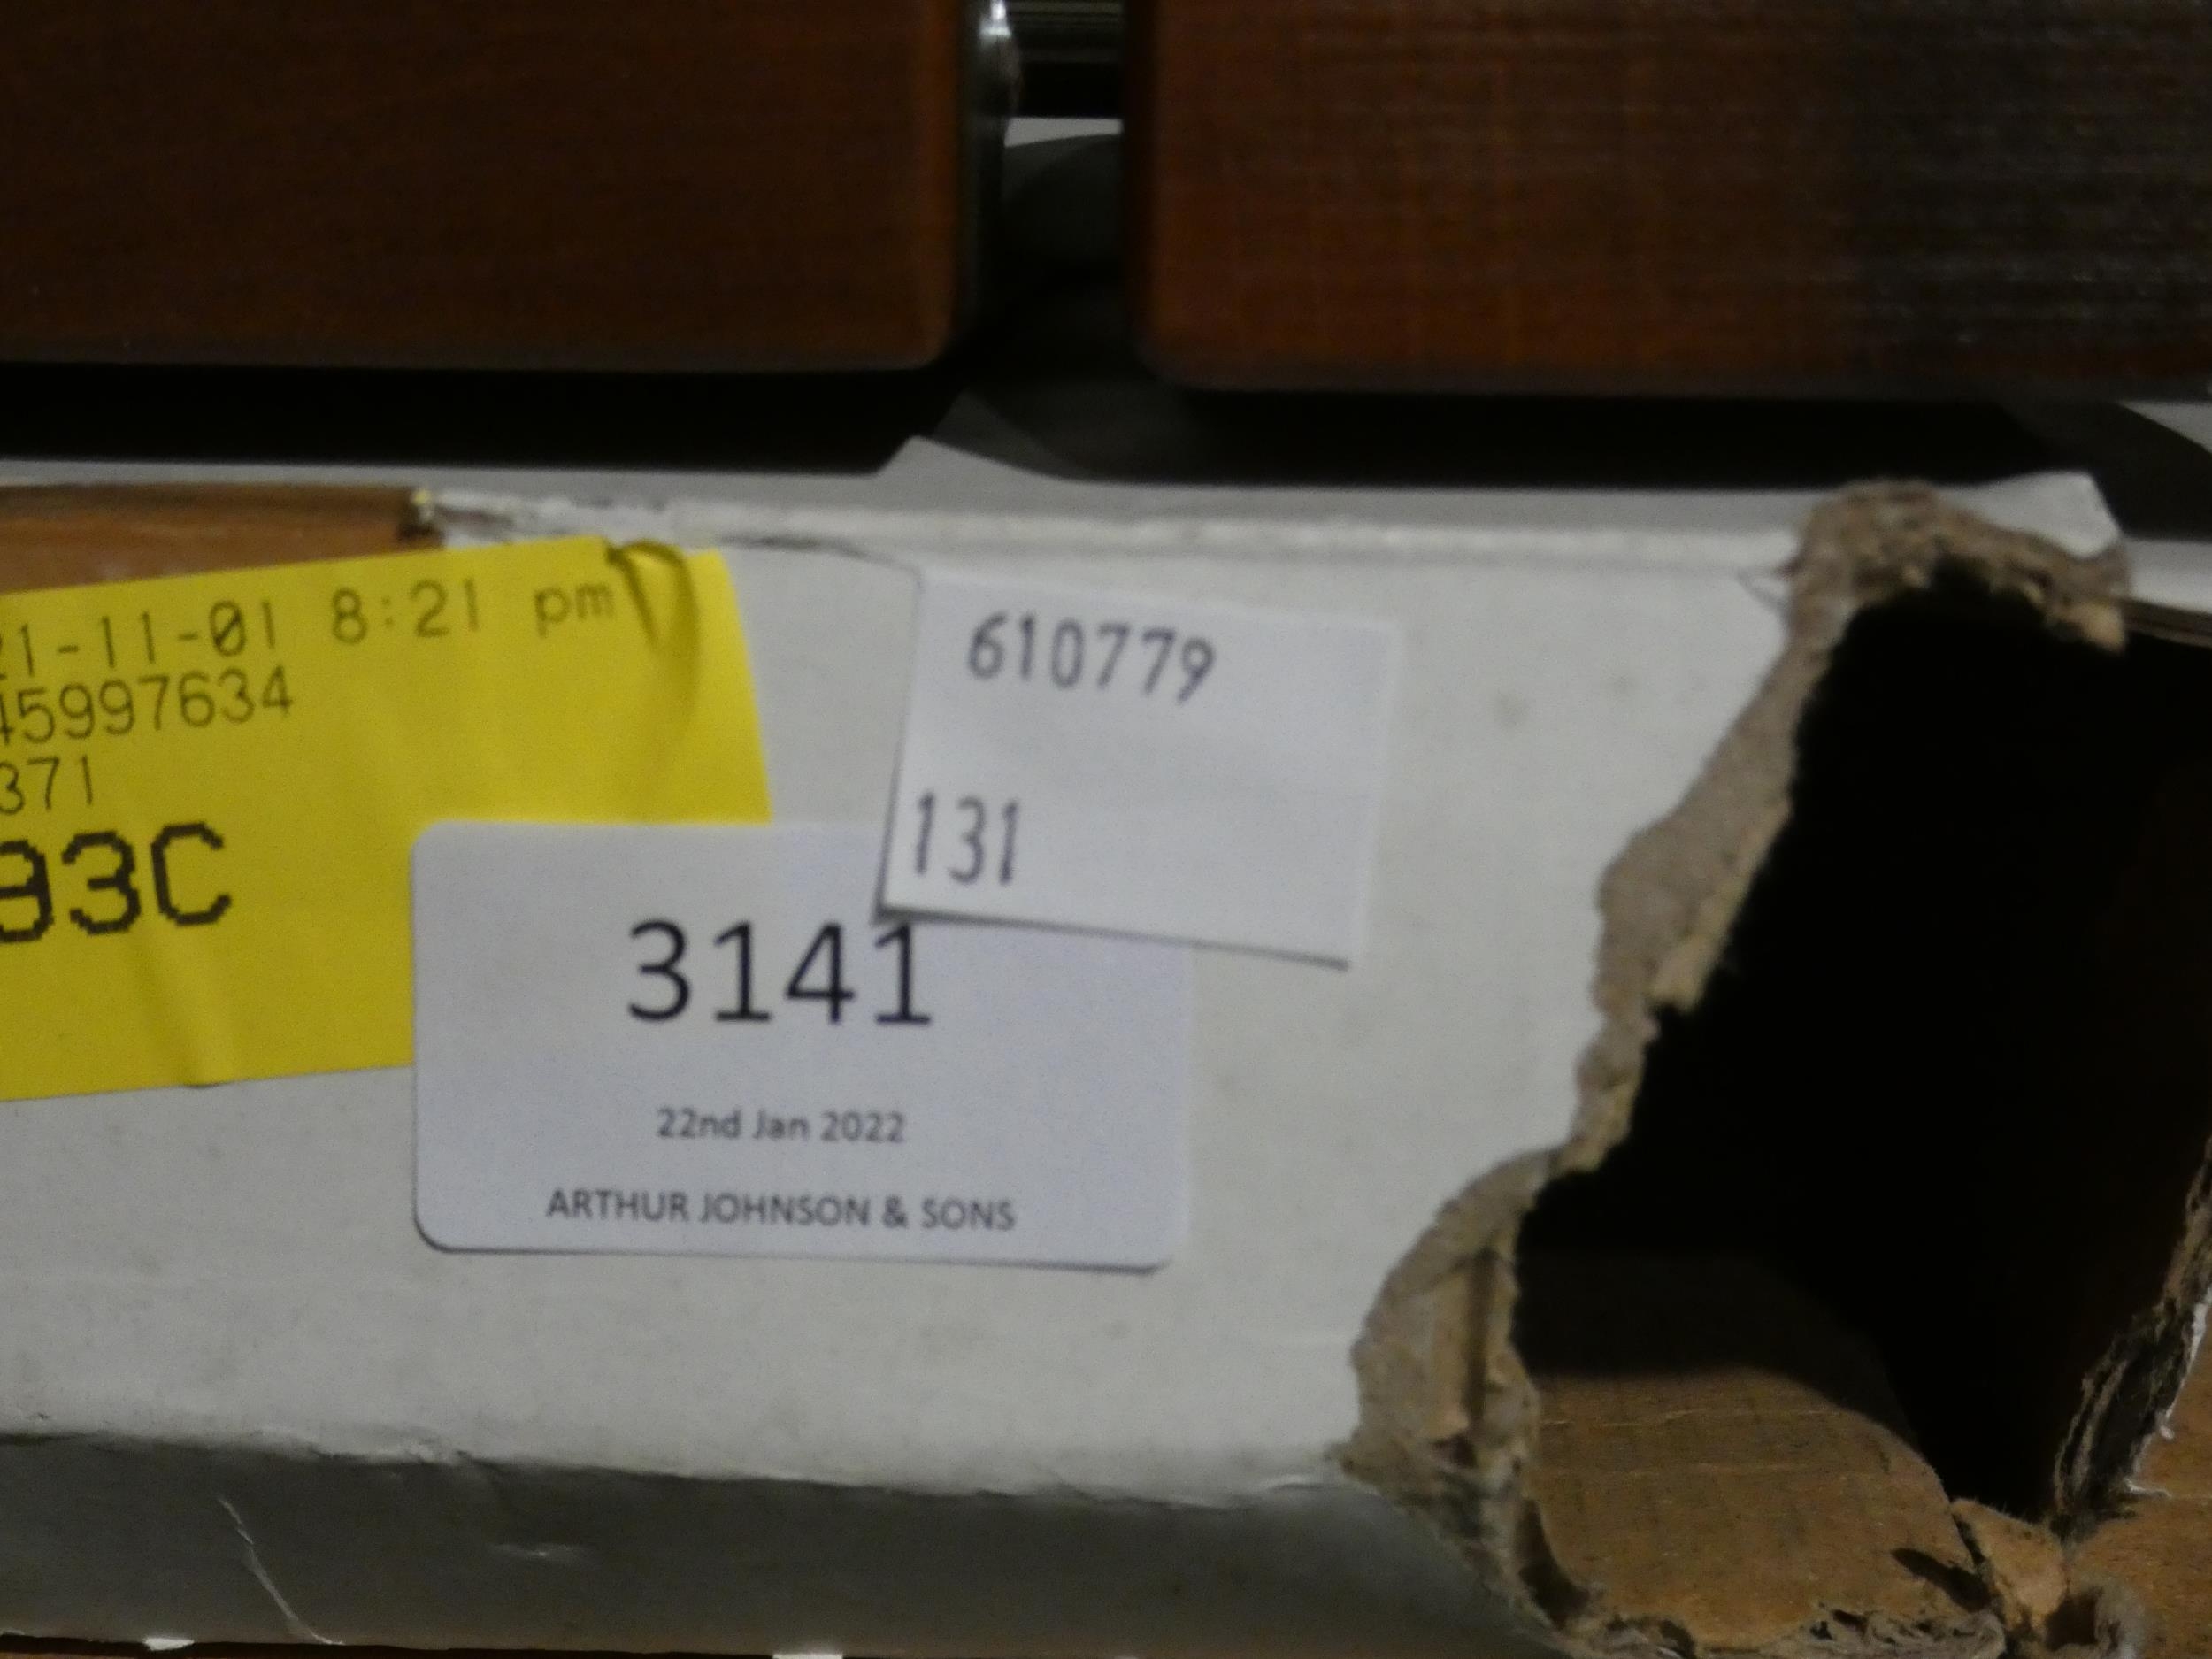 21-11-01 8:21 pm
45997634
371
93C
610779
131
3141
22nd Jan 2022
ARTHUR JOHNSON & SONS